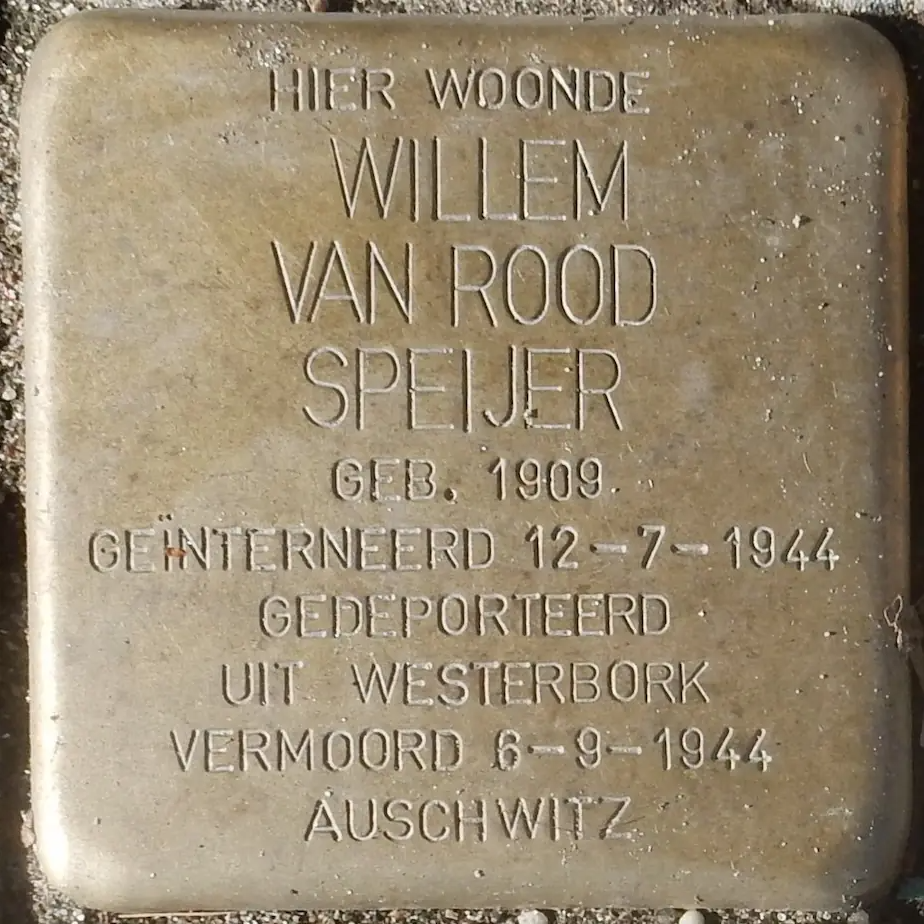 HIER WOONDE
WILLEM
VAN ROOD
SPEIJER
GEB. 1909
GEÏNTERNEERD 12-7-1944
GEDEPORTEERD
UIT WESTERBORK
VERMOORD 6-9-1944
AUSCHWITZ